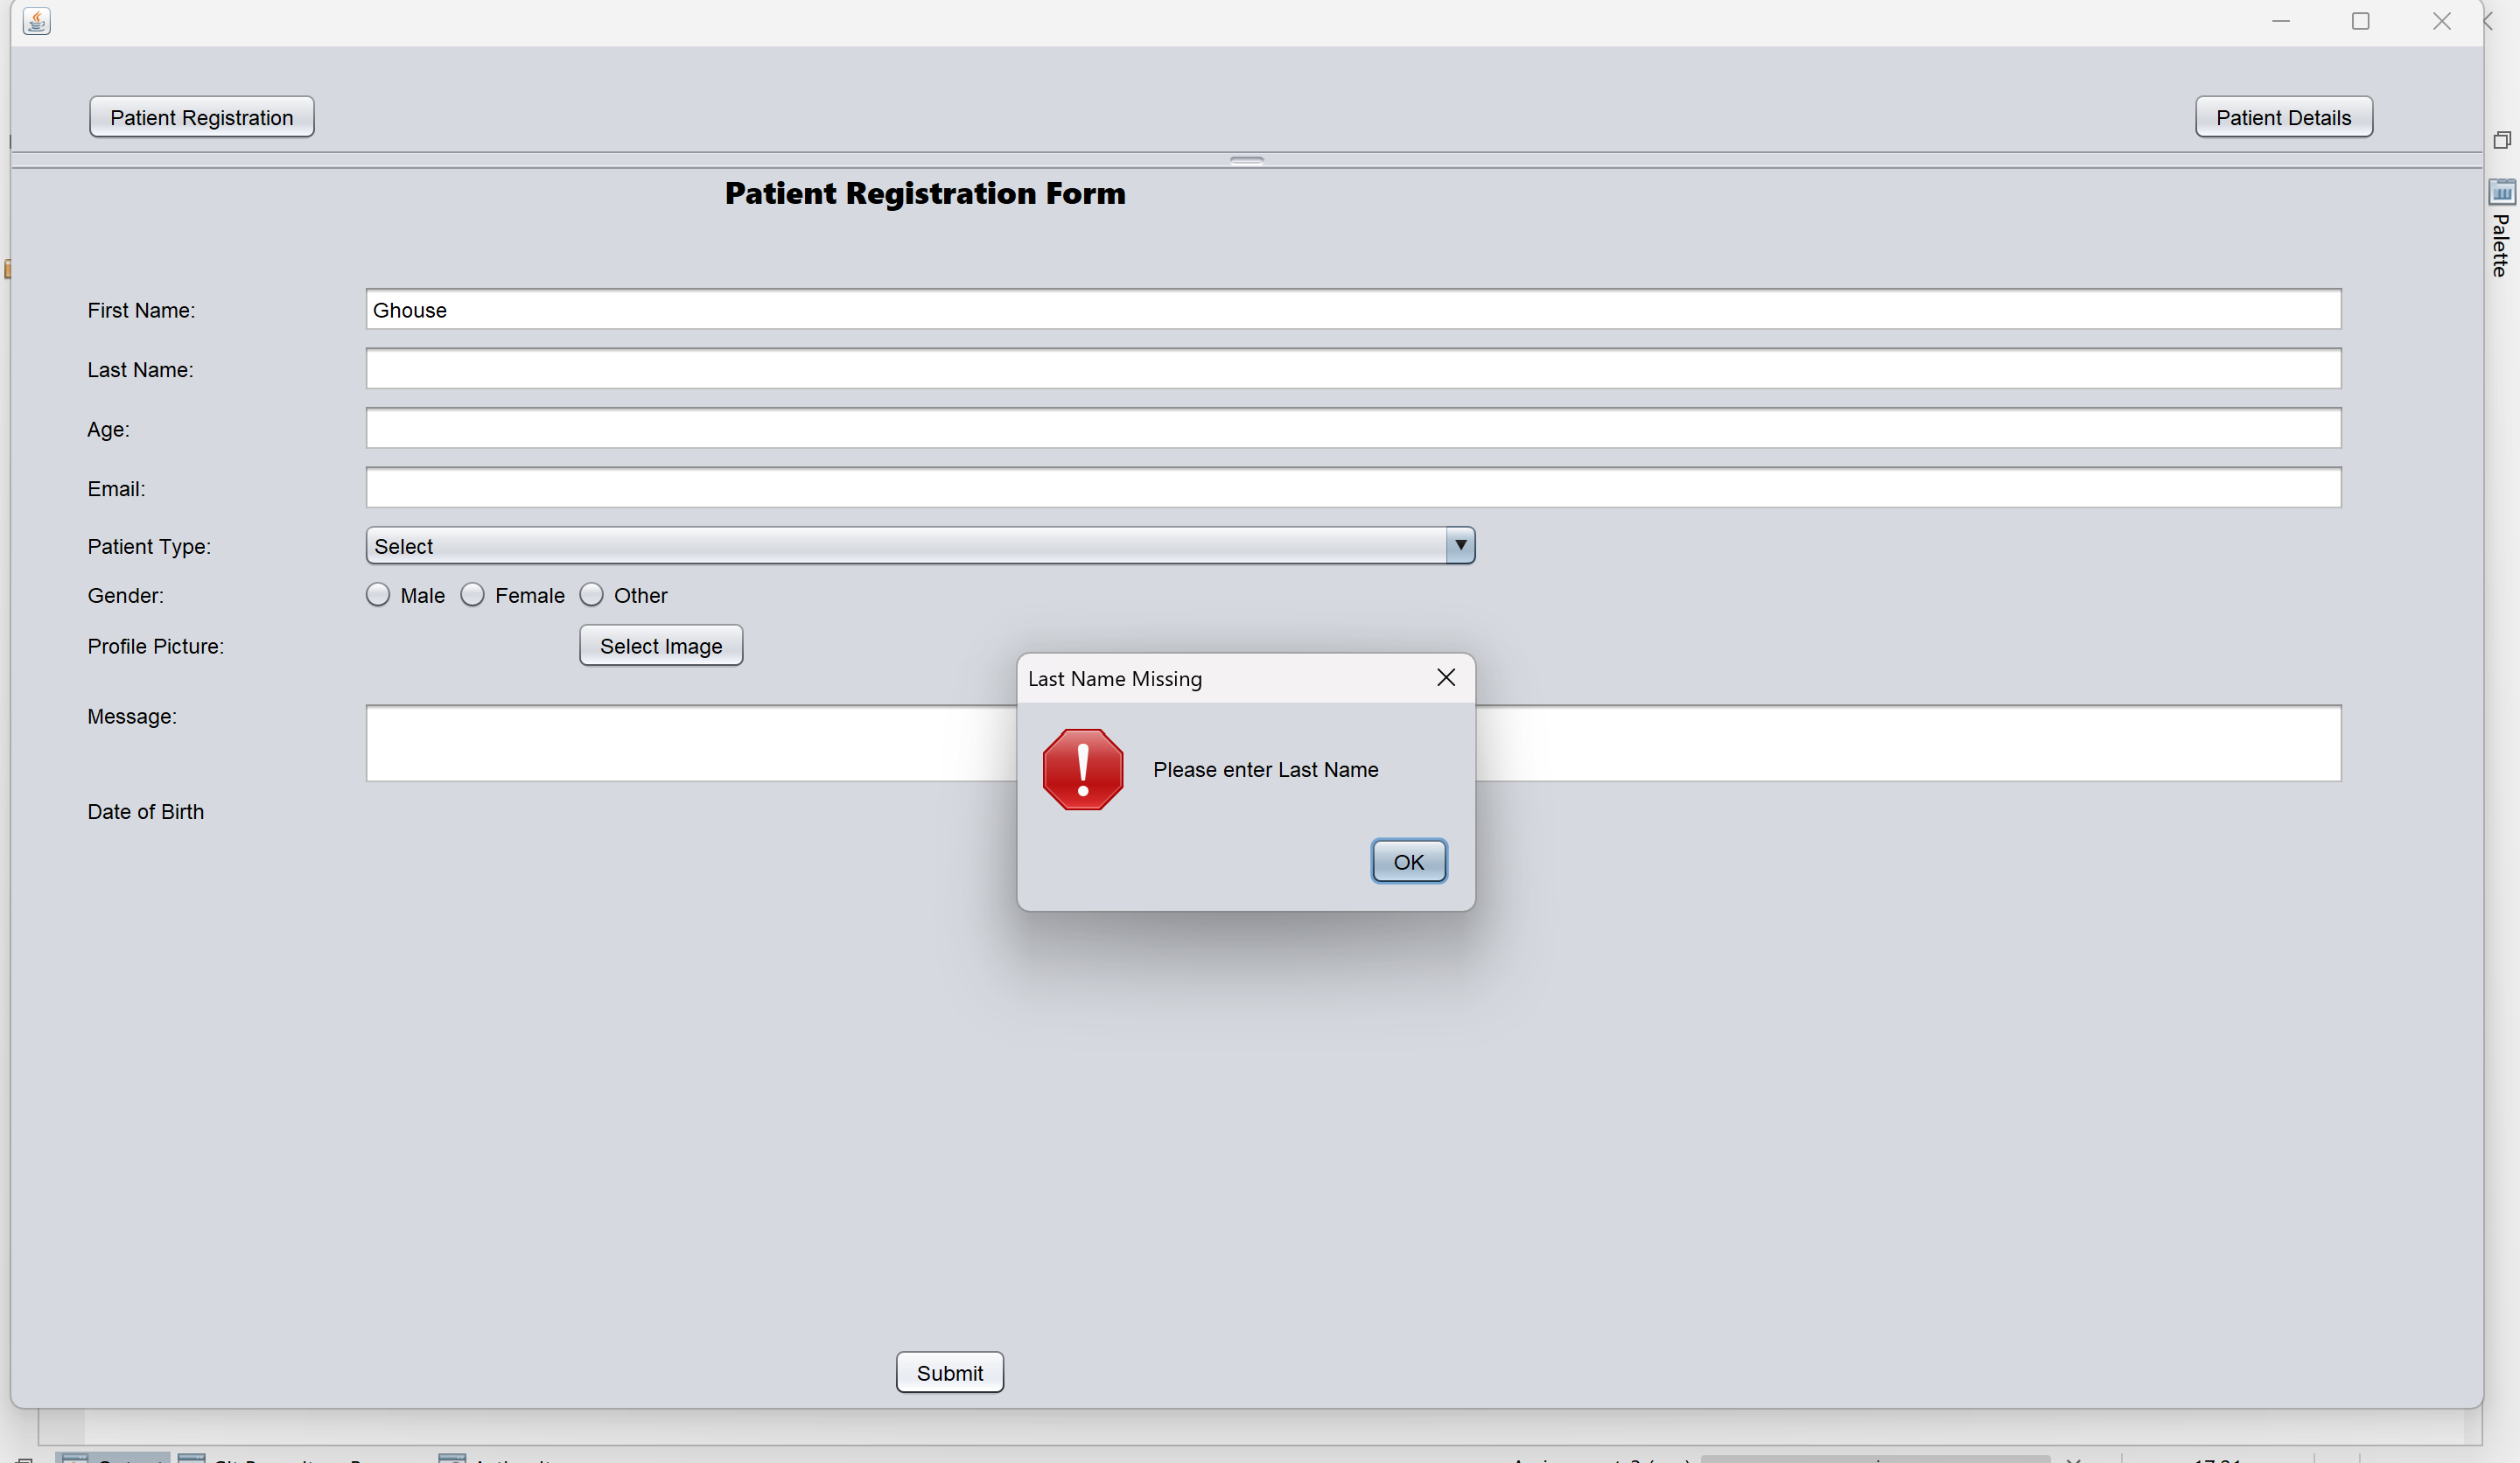 Patient Registration
Patient Details
Palette
Patient Registration Form
First Name:
Ghouse
Last Name:
Age:
Email:
Patient Type:
Select
Gender:
Male
Female
Other
Profile Picture:
Select Image
Last Name Missing
Message:
Please enter Last Name
Date of Birth
OK
Submit